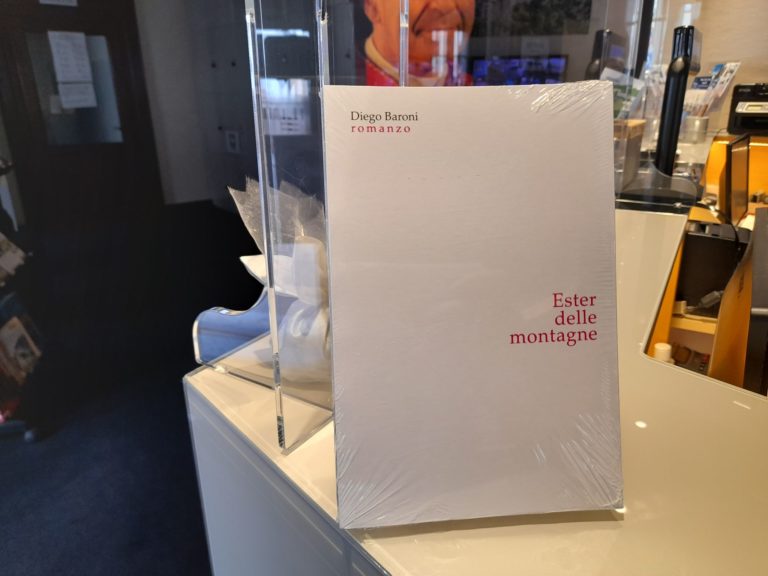 Diego Baroni
romanzo
Ester
delle
montagne